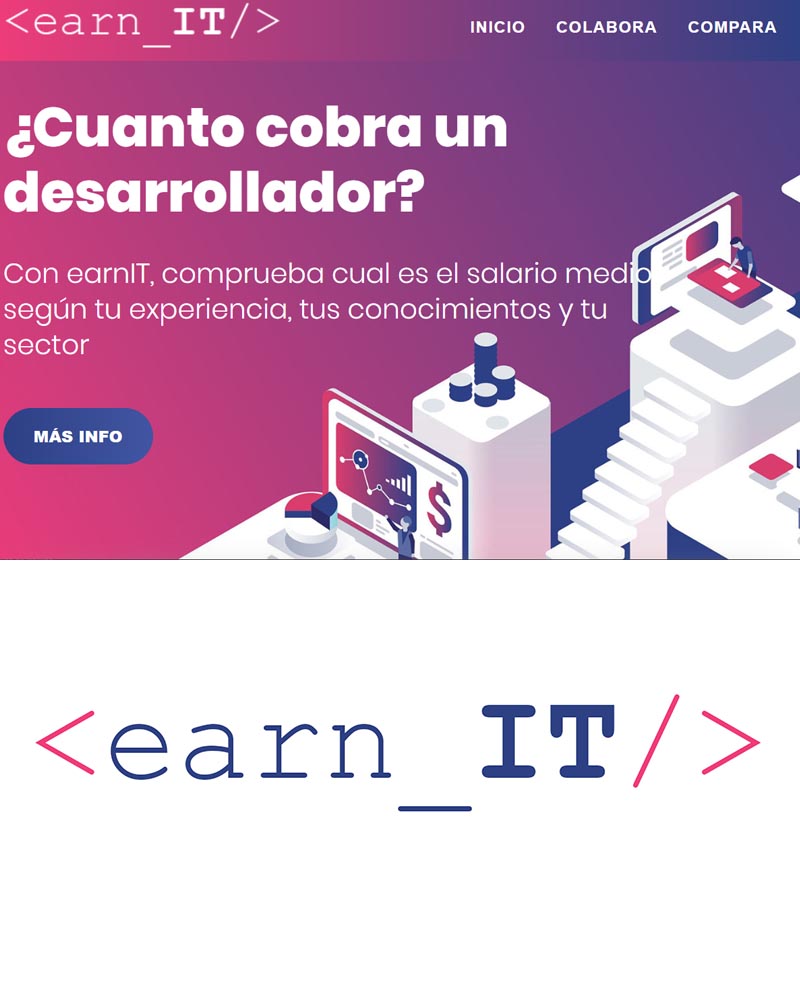 <earn_IT/>
INICIO COLABORA COMPARA
¿Cuanto cobra un
desarrollador?
Con earnIT, comprueba cual es el salario medio
según tu experiencia, tus conocimientos y tu
sector
MÁS INFO
$
<earn_IT/>